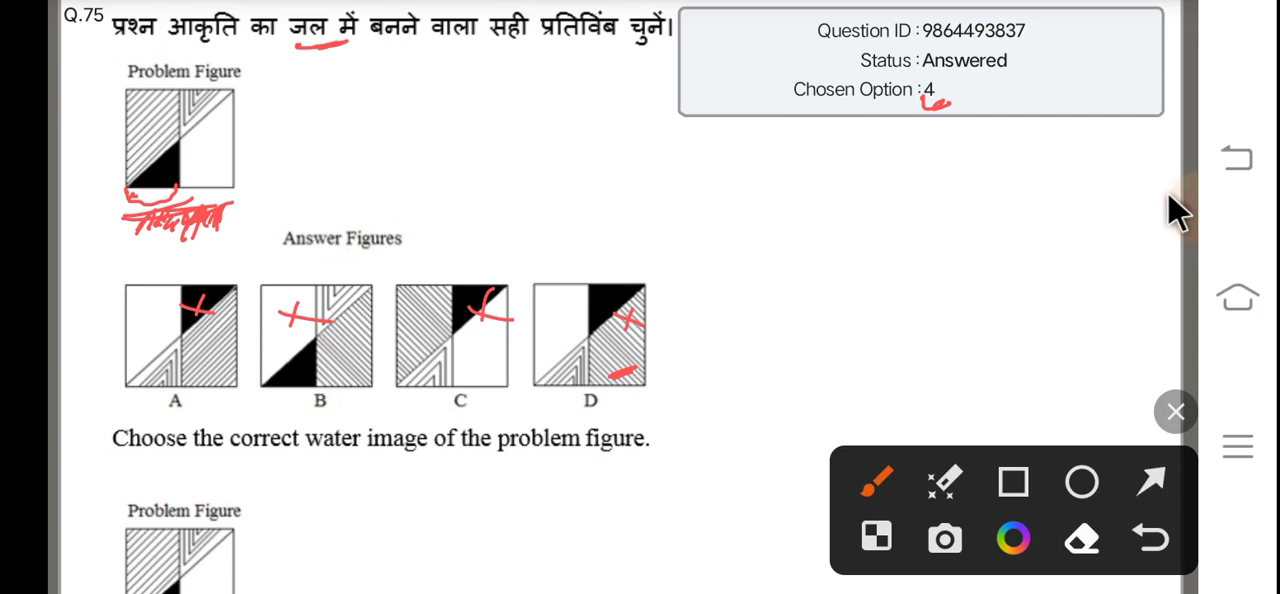 Q.75 प्रश्न आकृति का जल में बनने वाला सही प्रतिविंब चुनें।
Question ID : 9864493837
Status : Answered
Chosen Option : 4
Problem Figure
Answer Figures
A B C D
Choose the correct water image of the problem figure.
Problem Figure